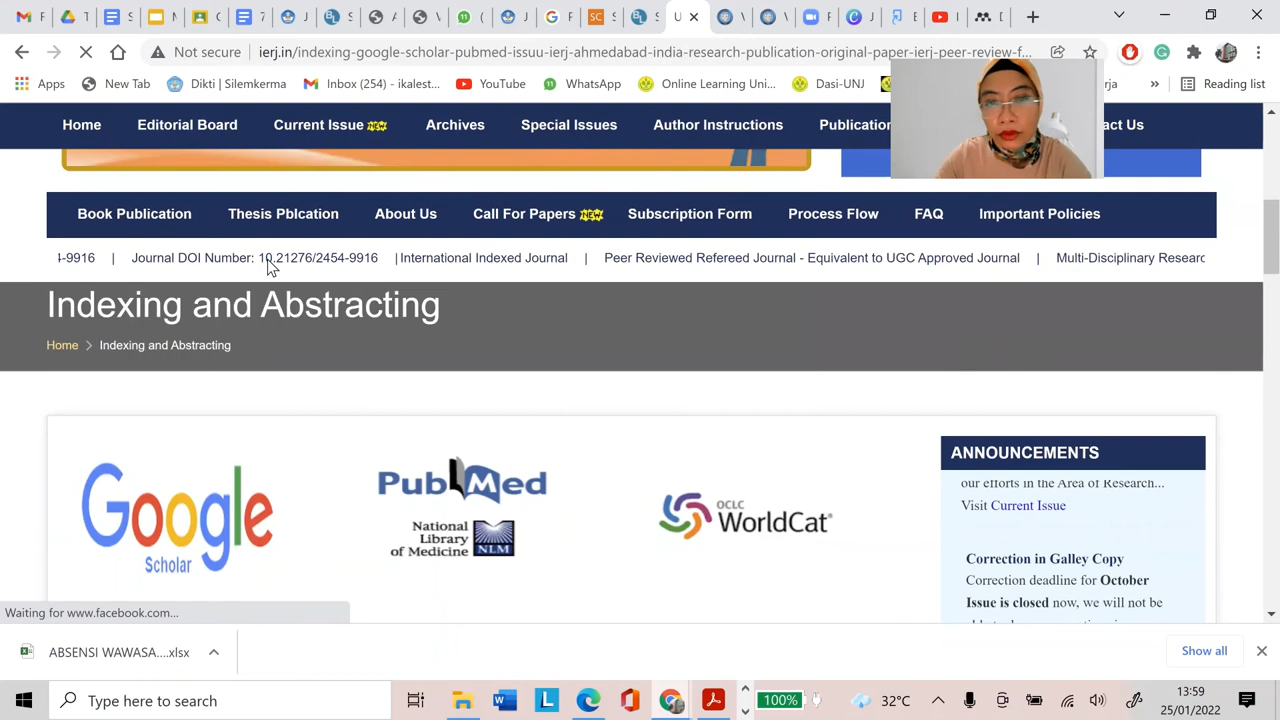 Not secure
ierj.in/indexing-google-scholar-pubmed-issuu-ierj-ahmedabad-india-research-publication-original-paper-ierj-peer-review-f...
Apps
New Tab
Dikti | Silemkerma
Inbox (254) - ikalest...
YouTube
WhatsApp
Online Learning Uni...
Dasi-UNJ
rja
»
Reading list
Home
Editorial Board
Current Issue NEW
Archives
Special Issues
Author Instructions
Publication
act Us
Book Publication
Thesis Pblcation
About Us
Call For Papers NEW
Subscription Form
Process Flow
FAQ
Important Policies
4-9916 | Journal DOI Number: 10.21276/2454-9916 | International Indexed Journal | Peer Reviewed Refereed Journal - Equivalent to UGC Approved Journal | Multi-Disciplinary Researc
Indexing and Abstracting
Home > Indexing and Abstracting
Google
Scholar
PubMed
National
Library
of Medicine NLM
OCLC
WorldCat
ANNOUNCEMENTS
our efforts in the Area of Research...
Visit Current Issue
Correction in Galley Copy
Correction deadline for October
Issue is closed now, we will not be
Waiting for www.facebook.com...
ABSENSI WAWASA....xlsx
Show all
Type here to search
100%
32°C
13:59
25/01/2022